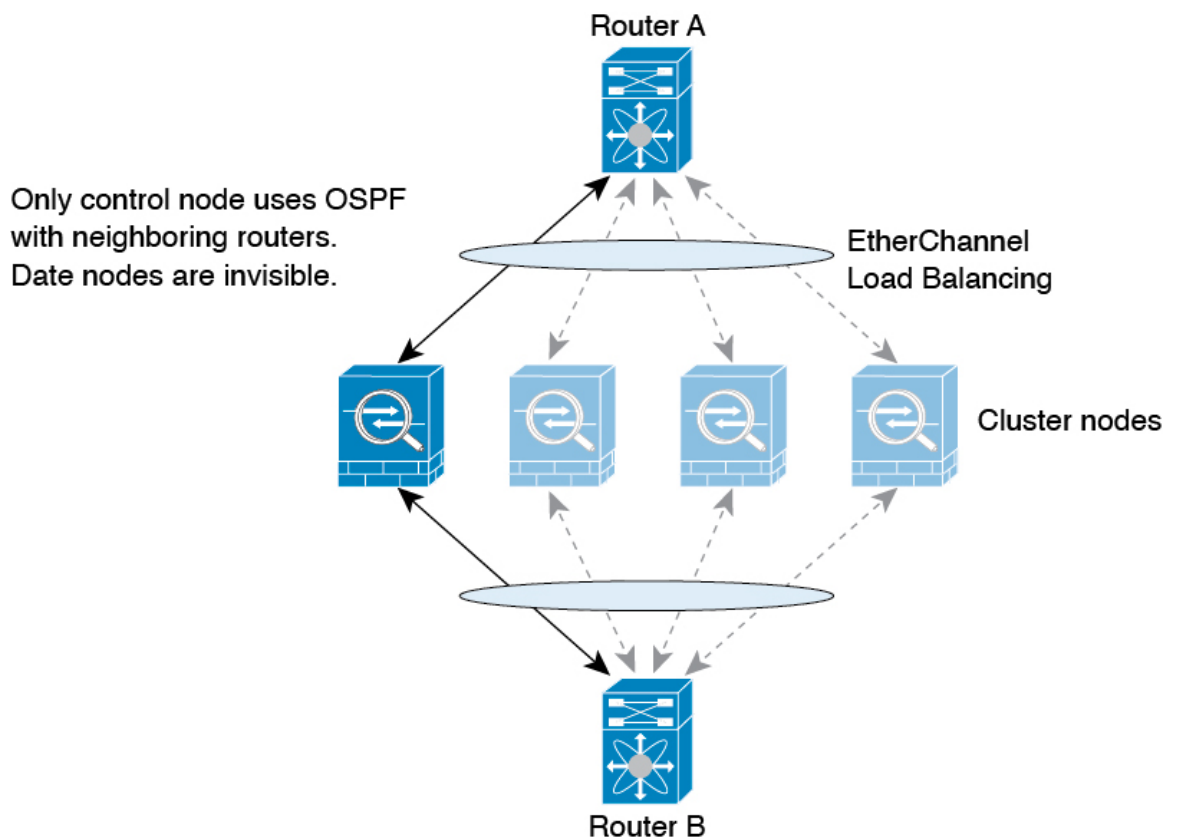 Router A
Only control node uses OSPF
with neighboring routers.
Date nodes are invisible.
EtherChannel
Load Balancing
Cluster nodes
Router B